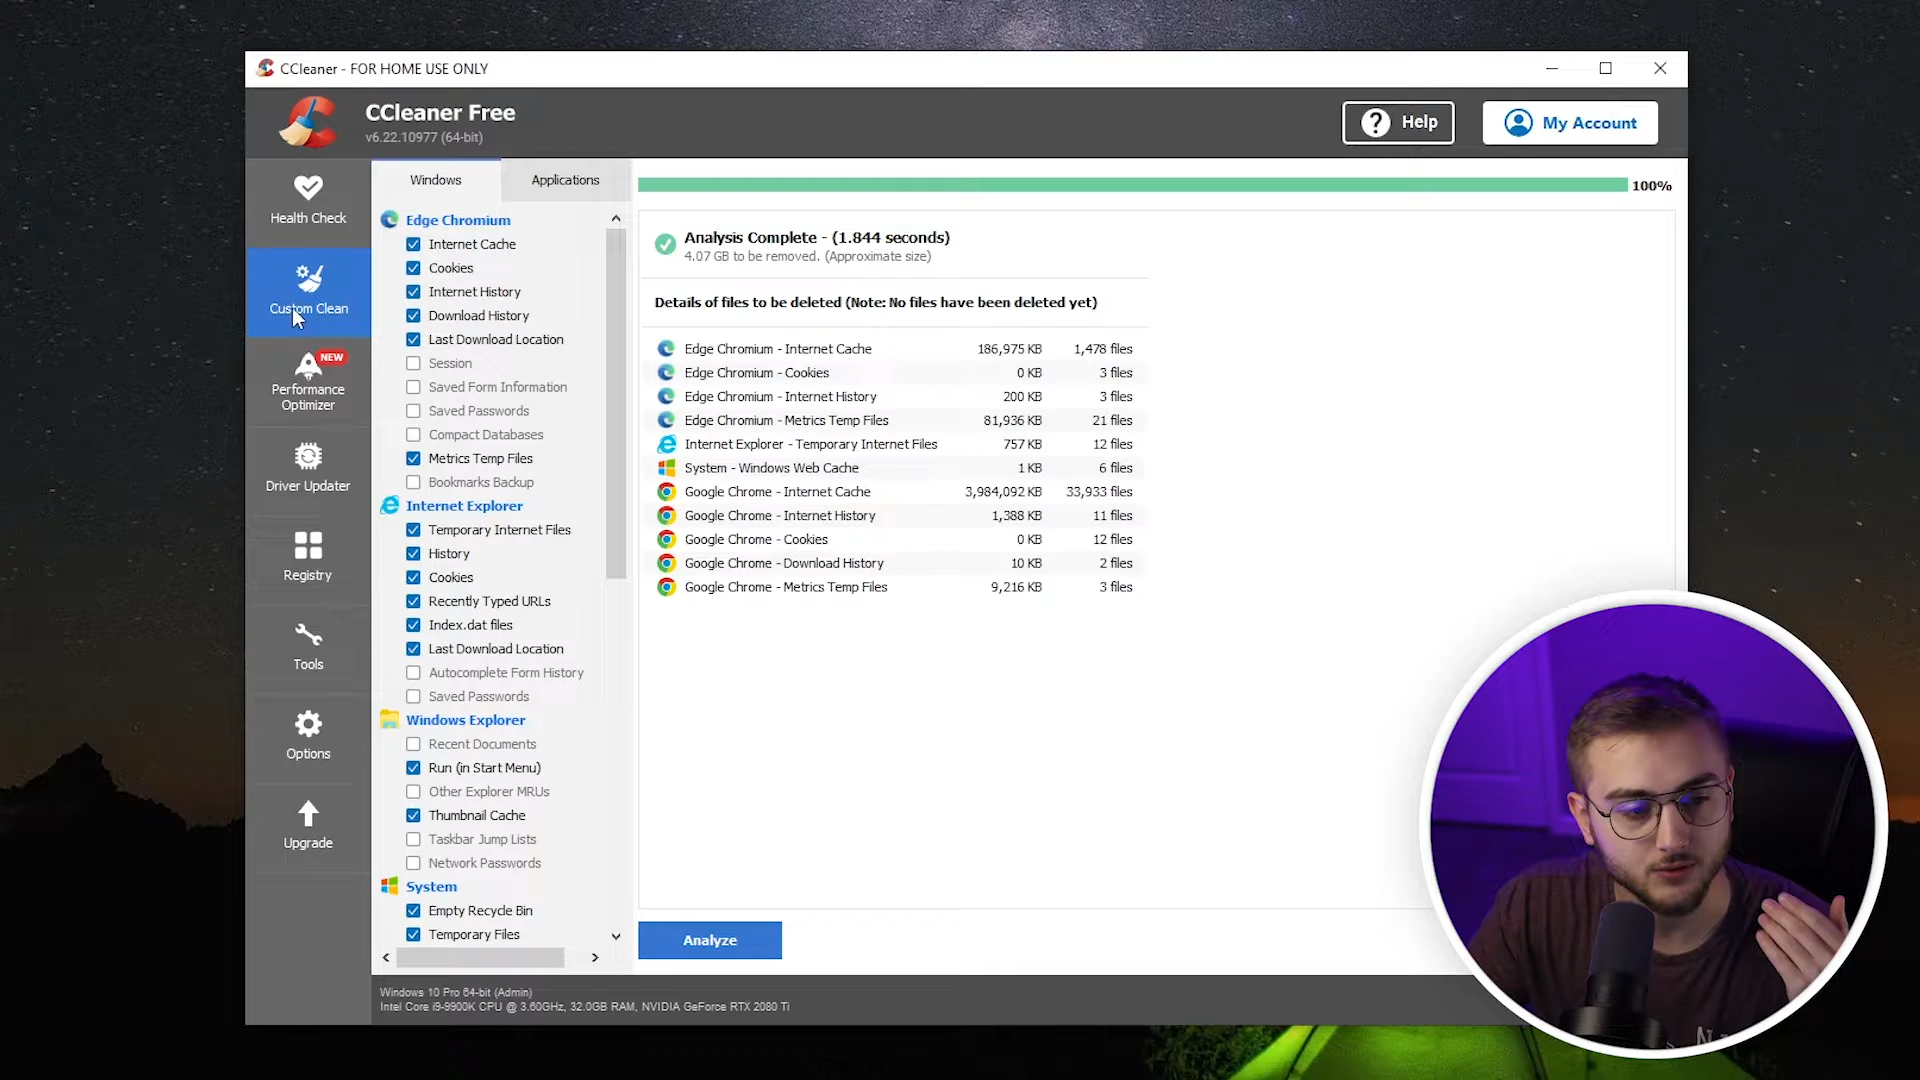 CCleaner - FOR HOME USE ONLY
CCleaner Free
v6.22.10977 (64-bit)
Help
My Account
Health Check
Custom Clean
NEW
Performance
Optimizer
Driver Updater
Registry
Tools
Options
Upgrade
Windows
Applications
Edge Chromium
Internet Cache
Cookies
Internet History
Download History
Last Download Location
Session
Saved Form Information
Saved Passwords
Compact Databases
Metrics Temp Files
Bookmarks Backup
Internet Explorer
Temporary Internet Files
History
Cookies
Recently Typed URLs
Index.dat files
Last Download Location
Autocomplete Form History
Saved Passwords
Windows Explorer
Recent Documents
Run (in Start Menu)
Other Explorer MRUs
Thumbnail Cache
Taskbar Jump Lists
Network Passwords
System
Empty Recycle Bin
Temporary Files
100%
Analysis Complete - (1.844 seconds)
4.07 GB to be removed. (Approximate size)
Details of files to be deleted (Note: No files have been deleted yet)
Edge Chromium - Internet Cache 186,975 KB 1,478 files
Edge Chromium - Cookies 0 KB 3 files
Edge Chromium - Internet History 200 KB 3 files
Edge Chromium - Metrics Temp Files 81,936 KB 21 files
Internet Explorer - Temporary Internet Files 757 KB 12 files
System - Windows Web Cache 1 KB 6 files
Google Chrome - Internet Cache 3,984,092 KB 33,933 files
Google Chrome - Internet History 1,388 KB 11 files
Google Chrome - Cookies 0 KB 12 files
Google Chrome - Download History 10 KB 2 files
Google Chrome - Metrics Temp Files 9,216 KB 3 files
Analyze
Windows 10 Pro 64-bit (Admin)
Intel Core i9-9900K CPU @ 3.60GHz, 32.0GB RAM, NVIDIA GeForce RTX 2080 Ti